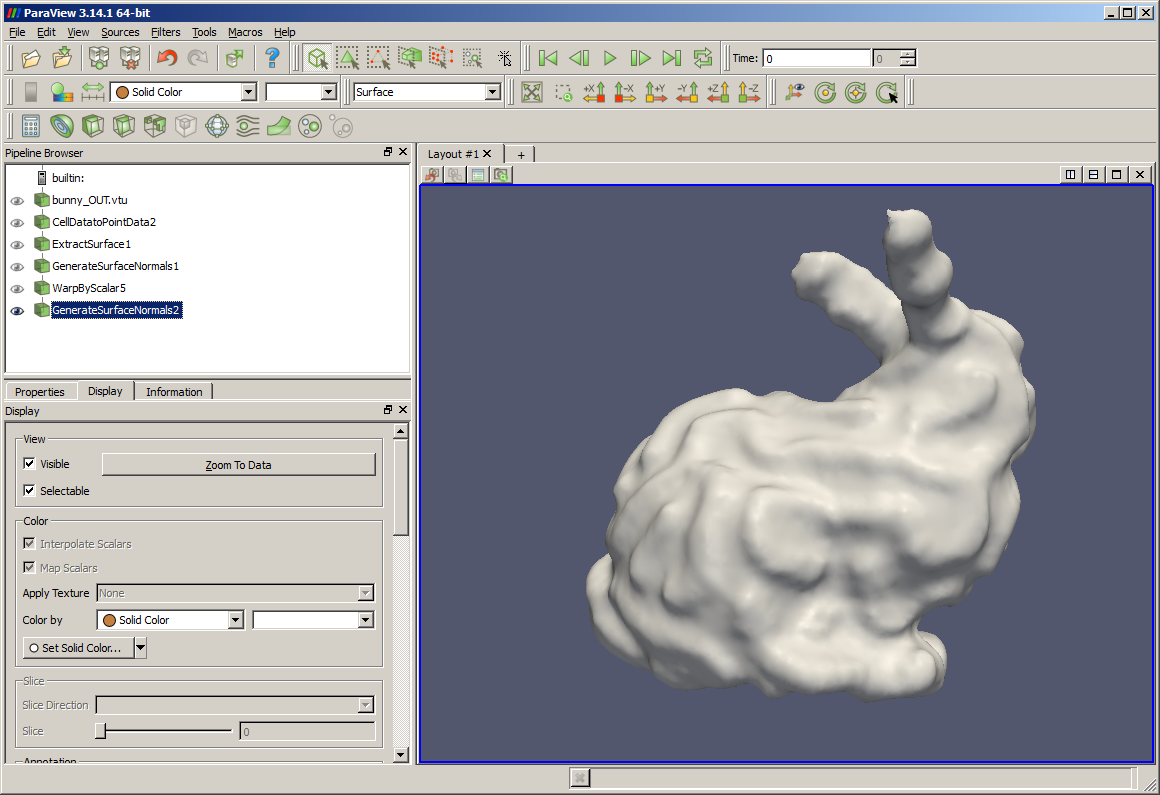 ParaView 3.14.1 64-bit
File Edit View Sources Filters Tools Macros Help
Time: 0 0
Solid Color Surface +X -X +Y -Y +Z -Z
Pipeline Browser
Layout #1
builtin:
bunny_OUT.vtu
CellDatatoPointData2
ExtractSurface1
GenerateSurfaceNormals1
WarpByScalar5
GenerateSurfaceNormals2
Properties Display Information
Display
View
Visible Zoom To Data
Selectable
Color
Interpolate Scalars
Map Scalars
Apply Texture None
Color by Solid Color
Set Solid Color...
Slice
Slice Direction
Slice 0
Annotation